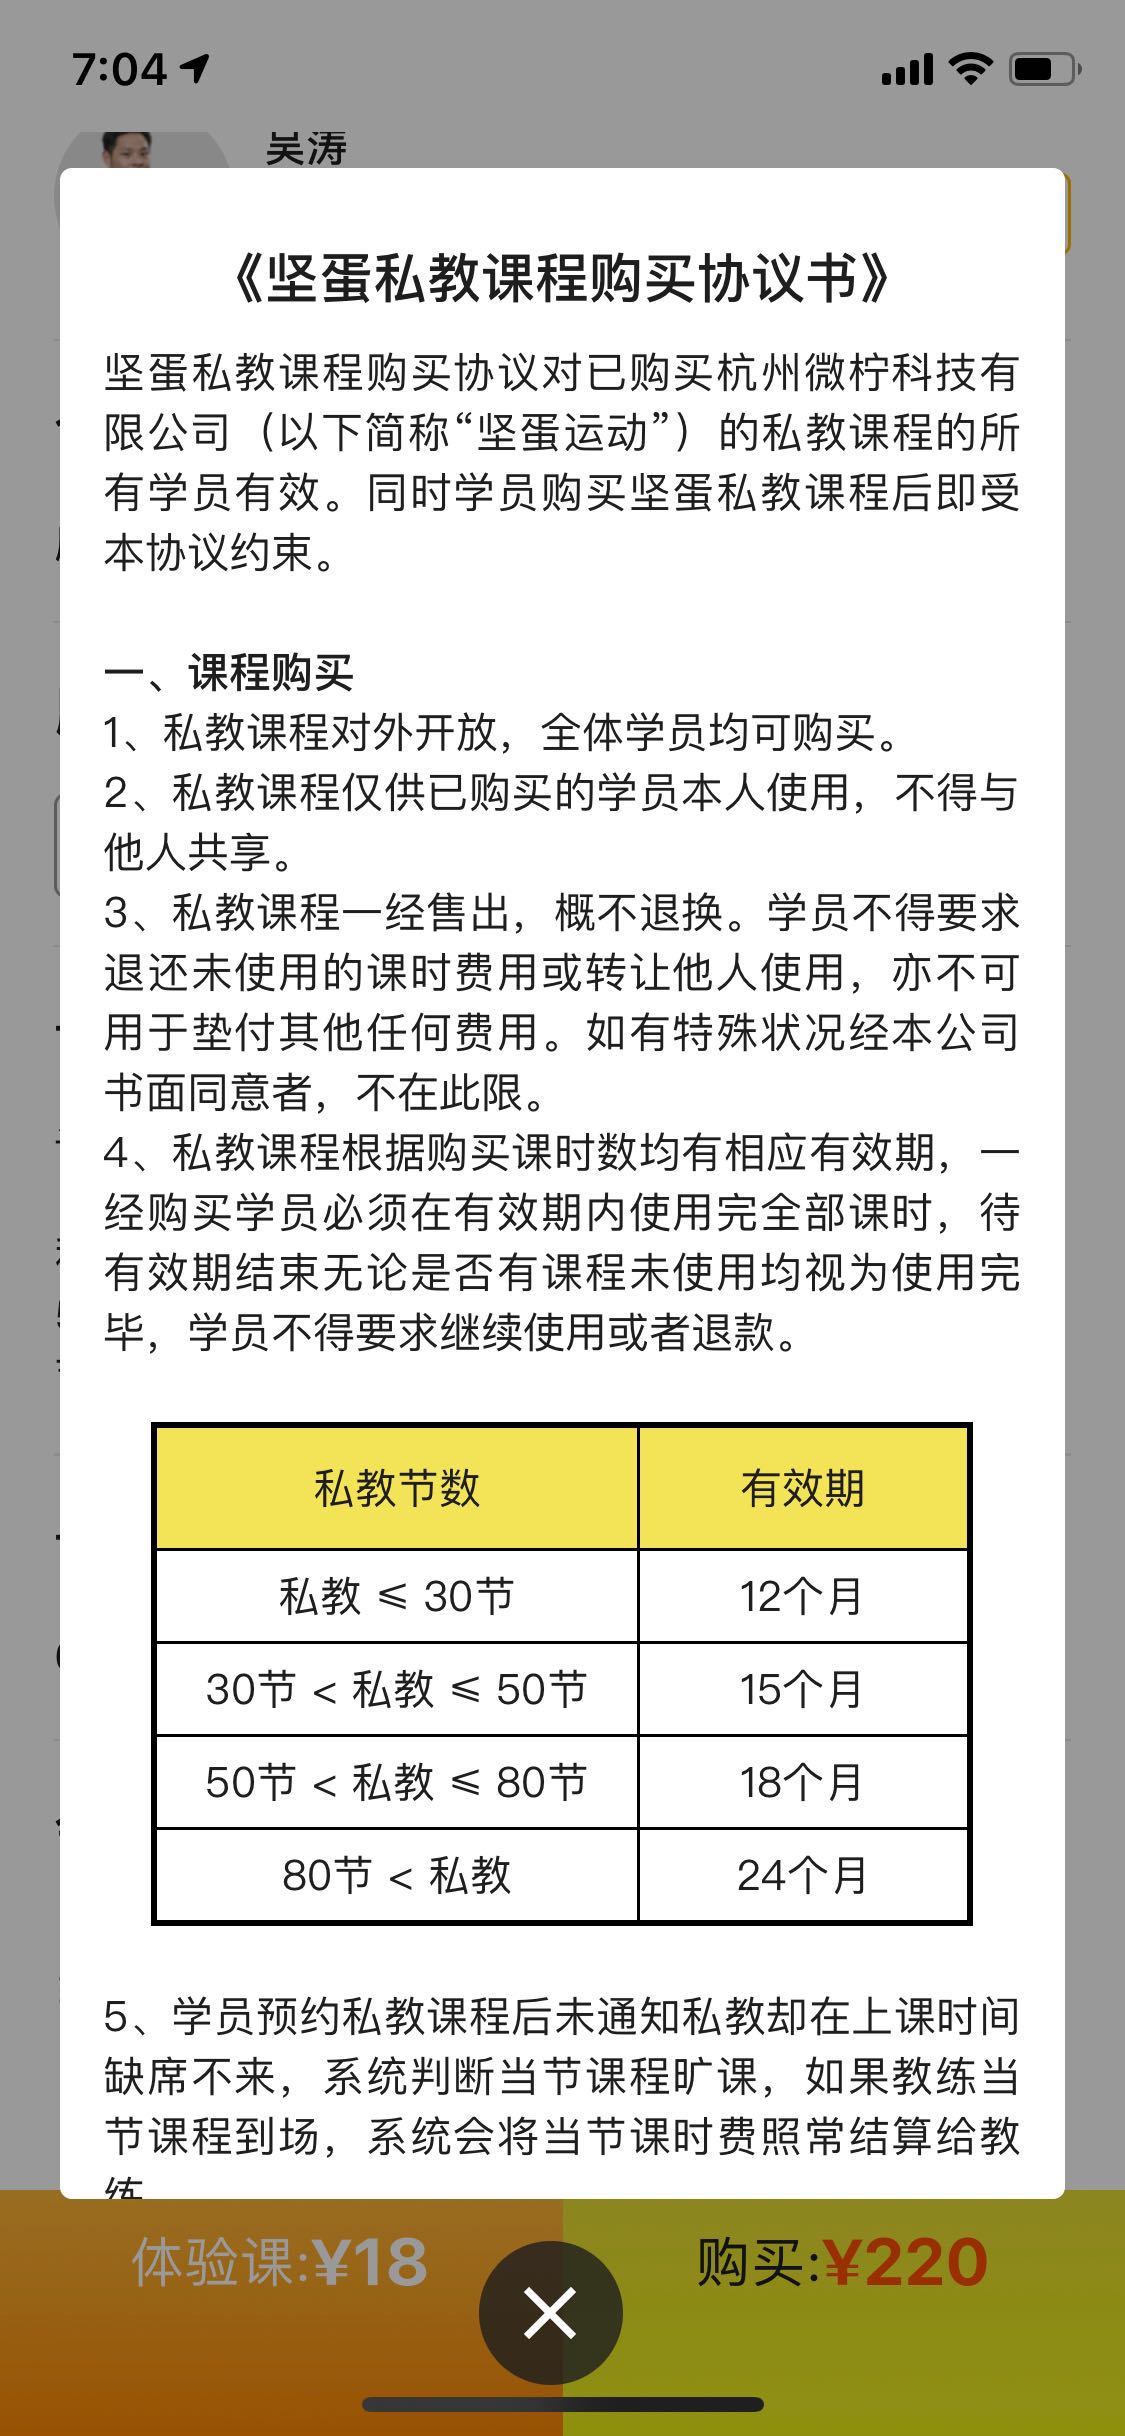 7:04
吴涛
《坚蛋私教课程购买协议书》
坚蛋私教课程购买协议对已购买杭州微柠科技有
限公司（以下简称“坚蛋运动”）的私教课程的所
有学员有效。同时学员购买坚蛋私教课程后即受
本协议约束。
一、课程购买
1、私教课程对外开放，全体学员均可购买。
2、私教课程仅供已购买的学员本人使用，不得与
他人共享。
3、私教课程一经售出，概不退换。学员不得要求
退还未使用的课时费用或转让他人使用，亦不可
用于垫付其他任何费用。如有特殊状况经本公司
书面同意者，不在此限。
4、私教课程根据购买课时数均有相应有效期，一
经购买学员必须在有效期内使用完全部课时，待
有效期结束无论是否有课程未使用均视为使用完
毕，学员不得要求继续使用或者退款。
私教节数 有效期
私教 ⩽ 30节 12个月
30节 < 私教 ⩽ 50节 15个月
50节 < 私教 ⩽ 80节 18个月
80节 < 私教 24个月
5、学员预约私教课程后未通知私教却在上课时间
缺席不来，系统判断当节课程旷课，如果教练当
节课程到场，系统会将当节课时费照常结算给教
练
体验课:¥18 购买:¥220